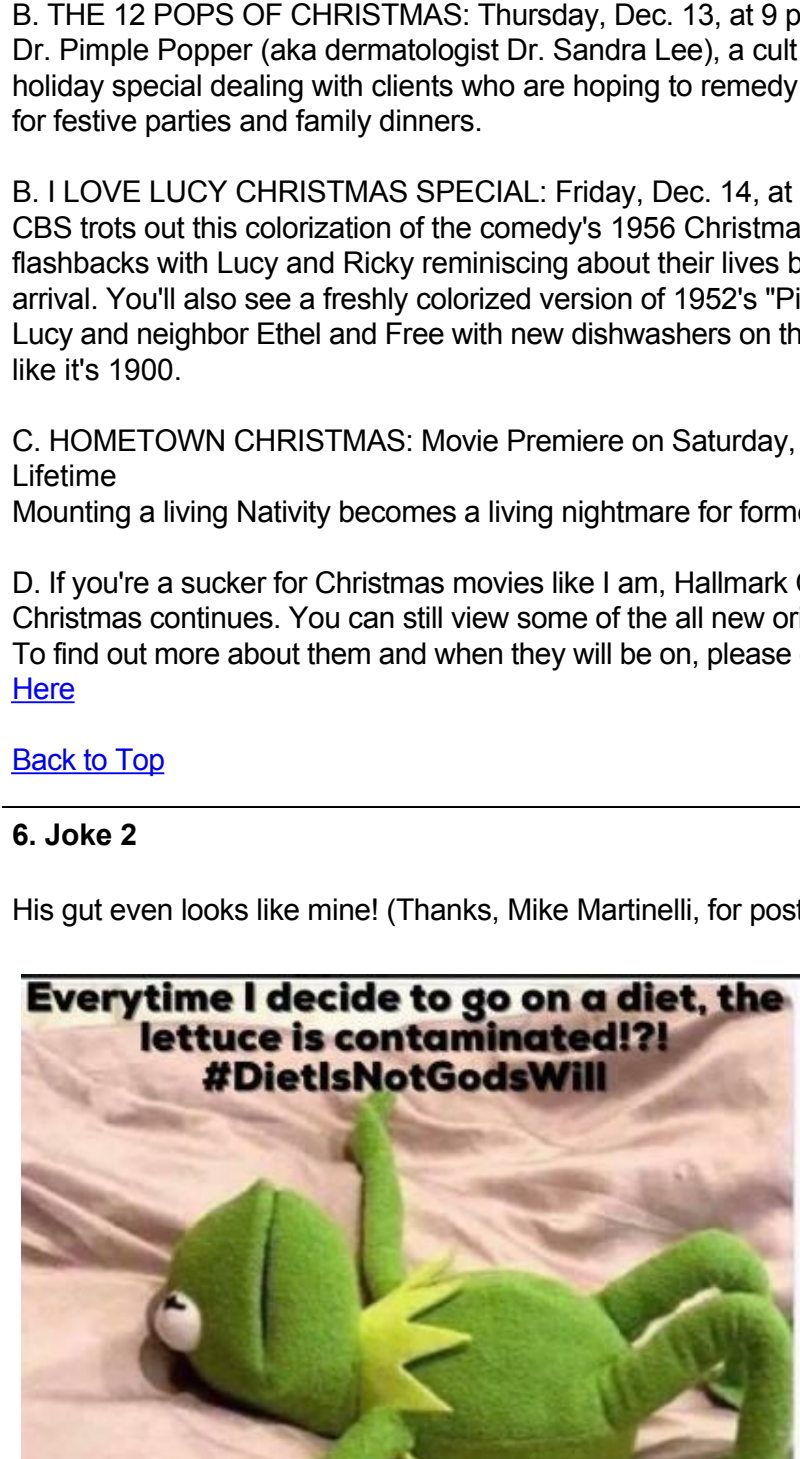 B. THE 12 POPS OF CHRISTMAS: Thursday, Dec. 13, at 9 p
Dr. Pimple Popper (aka dermatologist Dr. Sandra Lee), a cult
holiday special dealing with clients who are hoping to remedy
for festive parties and family dinners.
B. I LOVE LUCY CHRISTMAS SPECIAL: Friday, Dec. 14, at
CBS trots out this colorization of the comedy's 1956 Christma
flashbacks with Lucy and Ricky reminiscing about their lives b
arrival. You'll also see a freshly colorized version of 1952's "Pi
Lucy and neighbor Ethel and Free with new dishwashers on th
like it's 1900.
C. HOMETOWN CHRISTMAS: Movie Premiere on Saturday,
Lifetime
Mounting a living Nativity becomes a living nightmare for forme
D. If you're a sucker for Christmas movies like I am, Hallmark C
Christmas continues. You can still view some of the all new ori
To find out more about them and when they will be on, please
Here
Back to Top
6. Joke 2
His gut even looks like mine! (Thanks, Mike Martinelli, for post
Everytime I decide to go on a diet, the
lettuce is contaminated!?!
#DietIsNotGodsWill